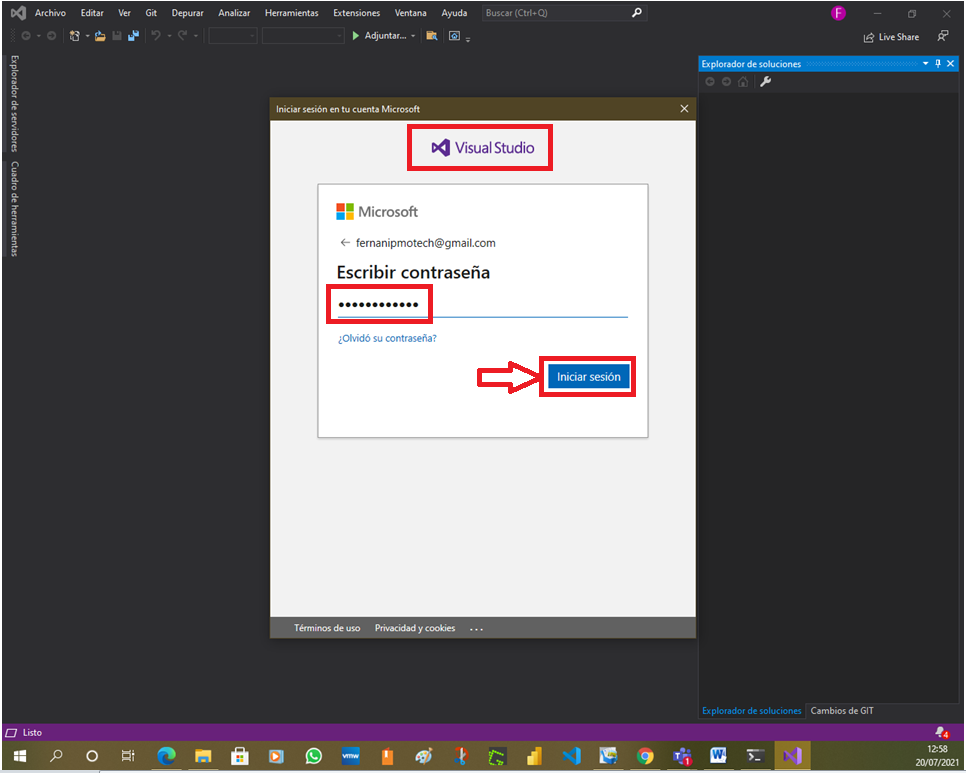 Archivo Editar Ver Git Depurar Analizar Herramientas Extensiones Ventana Ayuda Buscar (Ctrl+Q) F
Adjuntar... Live Share
Explorador de servidores
Cuadro de herramientas
Explorador de soluciones
Iniciar sesión en tu cuenta Microsoft
Visual Studio
Microsoft
fernanipmotech@gmail.com
Escribir contraseña
••••••••••••
¿Olvidó su contraseña?
Iniciar sesión
Términos de uso Privacidad y cookies ...
Explorador de soluciones Cambios de GIT
Listo 4
vmw 1 W 12:58
20/07/2021